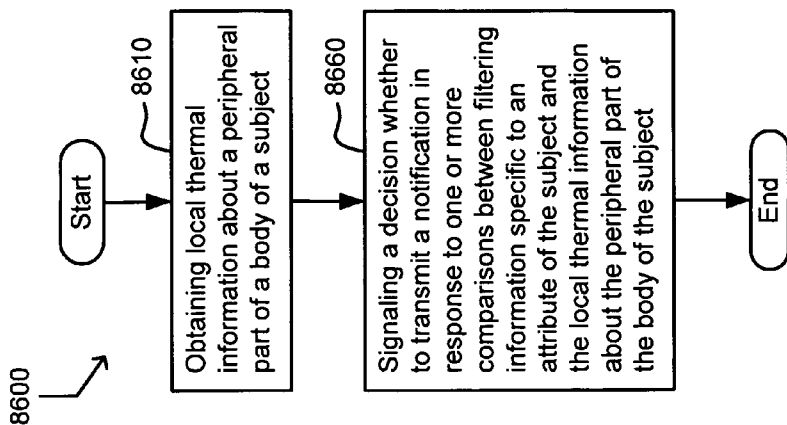 8600
Start
8610
Obtaining local thermal
information about a peripheral
part of a body of a subject
8660
Signaling a decision whether
to transmit a notification in
response to one or more
comparisons between filtering
information specific to an
attribute of the subject and
the local thermal information
about the peripheral part of
the body of the subject
End